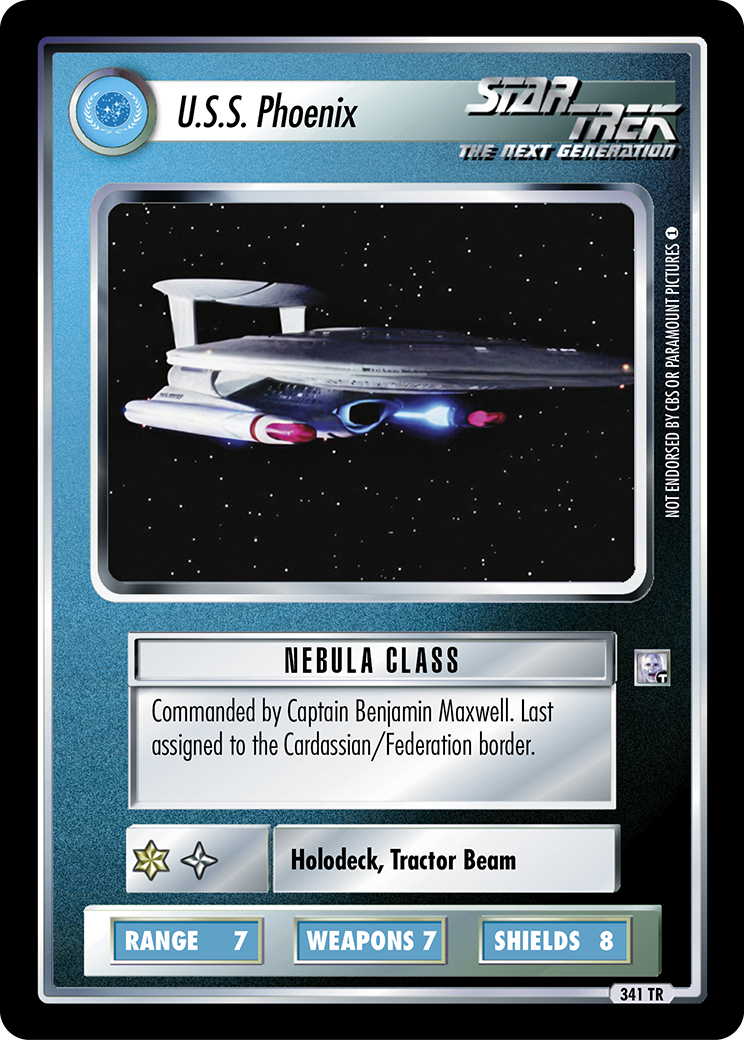 U.S.S. Phoenix
STAR TREK
THE NEXT GENERATION
NOT ENDORSED BY CBS OR PARAMOUNT PICTURES 1
NEBULA CLASS
Commanded by Captain Benjamin Maxwell. Last
assigned to the Cardassian/Federation border.
T
Holodeck, Tractor Beam
RANGE 7 WEAPONS 7 SHIELDS 8
341 TR